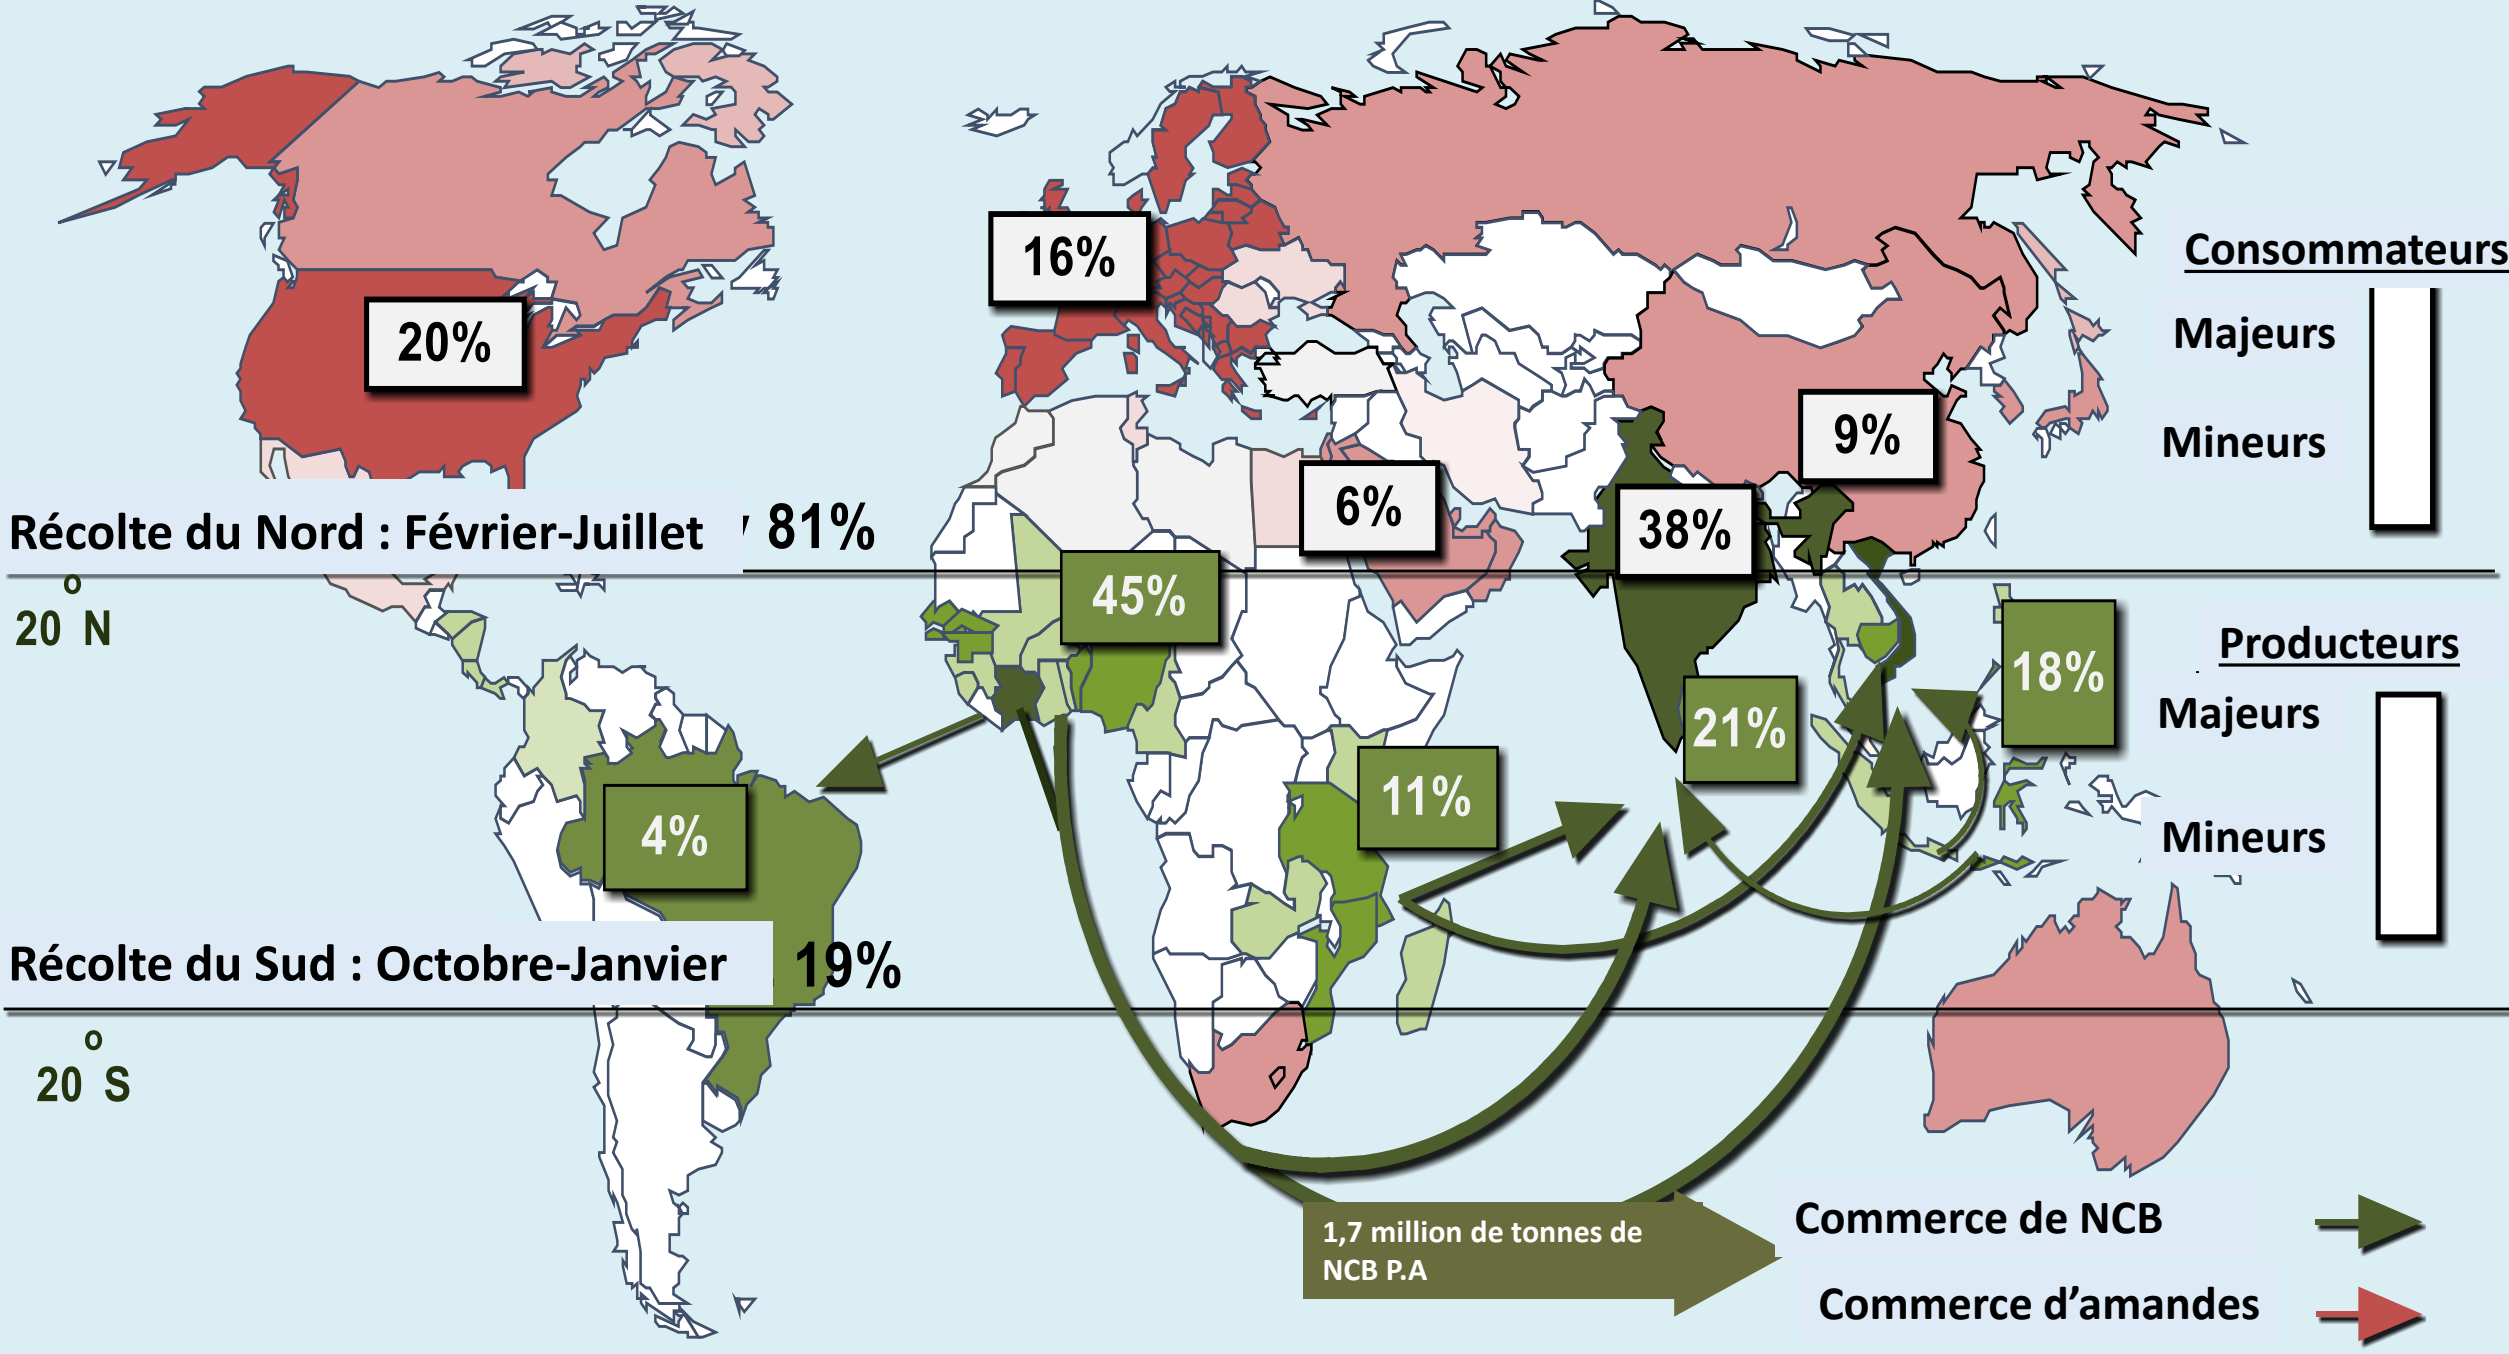 16%
Consommateurs
20%
Majeurs
9%
Mineurs
6%
38%
Récolte du Nord : Février-Juillet
81%
o
20 N
45%
Producteurs
18%
Majeurs
21%
11%
4%
Mineurs
Récolte du Sud : Octobre-Janvier
19%
o
20 S
1,7 million de tonnes de
NCB P.A
Commerce de NCB
Commerce d’amandes